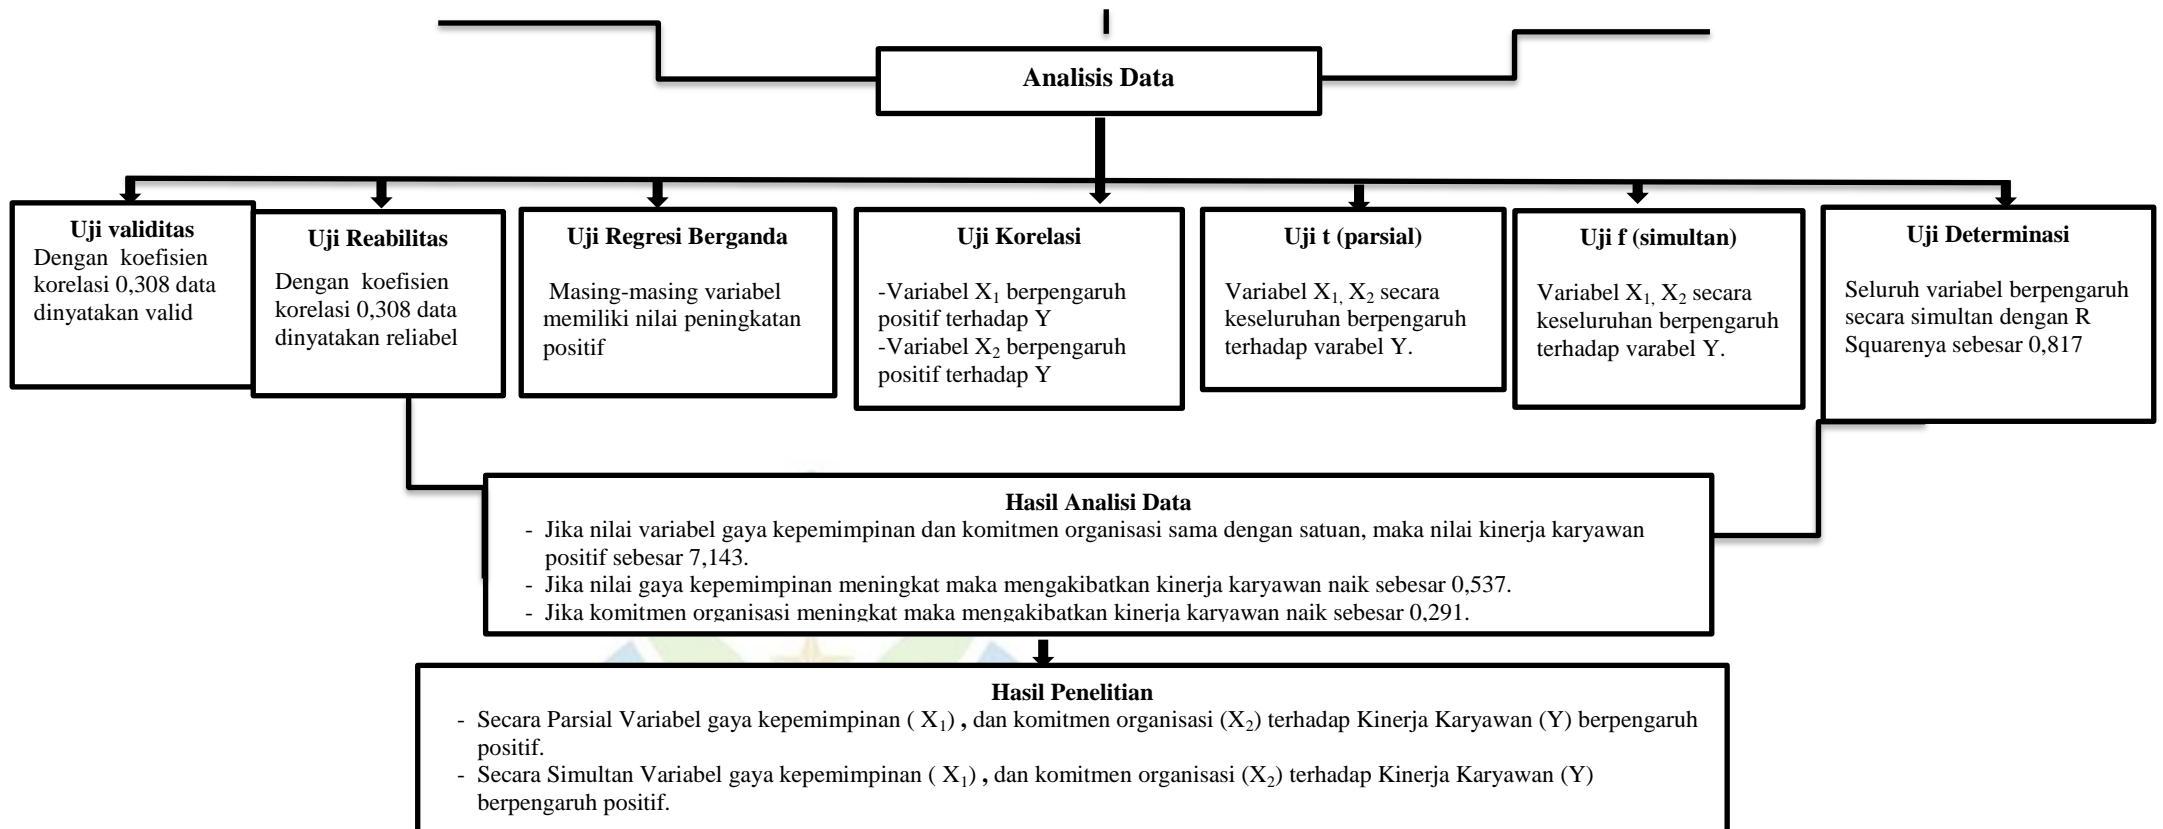 Analisis Data
Uji validitas
Dengan koefisien
korelasi 0,308 data
dinyatakan valid
Uji Reabilitas
Dengan koefisien
korelasi 0,308 data
dinyatakan reliabel
Uji Regresi Berganda
Masing-masing variabel
memiliki nilai peningkatan
positif
Uji Korelasi
-Variabel X₁ berpengaruh
positif terhadap Y
-Variabel X₂ berpengaruh
positif terhadap Y
Uji t (parsial)
Variabel X₁, X₂ secara
keseluruhan berpengaruh
terhadap varabel Y.
Uji f (simultan)
Variabel X₁, X₂ secara
keseluruhan berpengaruh
terhadap varabel Y.
Uji Determinasi
Seluruh variabel berpengaruh
secara simultan dengan R
Squarenya sebesar 0,817
Hasil Analisi Data
- Jika nilai variabel gaya kepemimpinan dan komitmen organisasi sama dengan satuan, maka nilai kinerja karyawan
positif sebesar 7,143.
- Jika nilai gaya kepemimpinan meningkat maka mengakibatkan kinerja karyawan naik sebesar 0,537.
- Jika komitmen organisasi meningkat maka mengakibatkan kinerja karyawan naik sebesar 0,291.
Hasil Penelitian
- Secara Parsial Variabel gaya kepemimpinan ( X₁) , dan komitmen organisasi (X₂) terhadap Kinerja Karyawan (Y) berpengaruh
positif.
- Secara Simultan Variabel gaya kepemimpinan ( X₁) , dan komitmen organisasi (X₂) terhadap Kinerja Karyawan (Y)
berpengaruh positif.